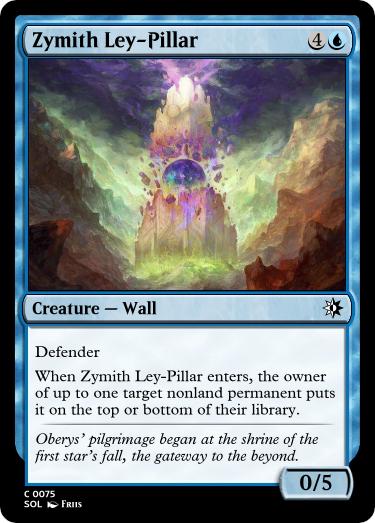 Zymith Ley-Pillar 4
Creature — Wall
Defender
When Zymith Ley-Pillar enters, the owner
of up to one target nonland permanent puts
it on the top or bottom of their library.
Oberys' pilgrimage began at the shrine of the
first star's fall, the gateway to the beyond.
0/5
C 0075
SOL Friis